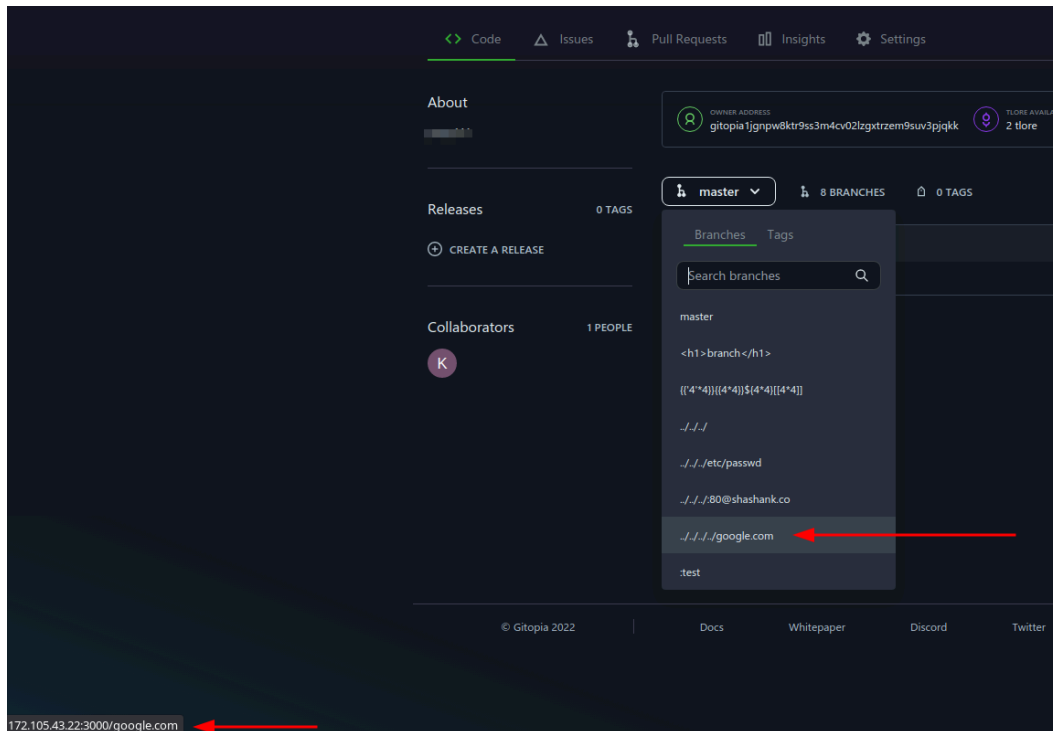 Code Issues Pull Requests Insights Settings
About
OWNER ADDRESS
gitopia1jgnpw8ktr9ss3m4cv02lzgxtrzem9suv3pjqkk
TLORE AVAILA
2 tlore
master 8 BRANCHES 0 TAGS
Releases 0 TAGS
CREATE A RELEASE
Collaborators 1 PEOPLE
K
Branches Tags
Search branches
master
<h1>branch</h1>
{{'4'*4}}{{4*4}}${4*4}[[4*4]]
../../../
../../../etc/passwd
../../../:80@shashank.co
../../../../google.com
:test
© Gitopia 2022 Docs Whitepaper Discord Twitter
172.105.43.22:3000/google.com